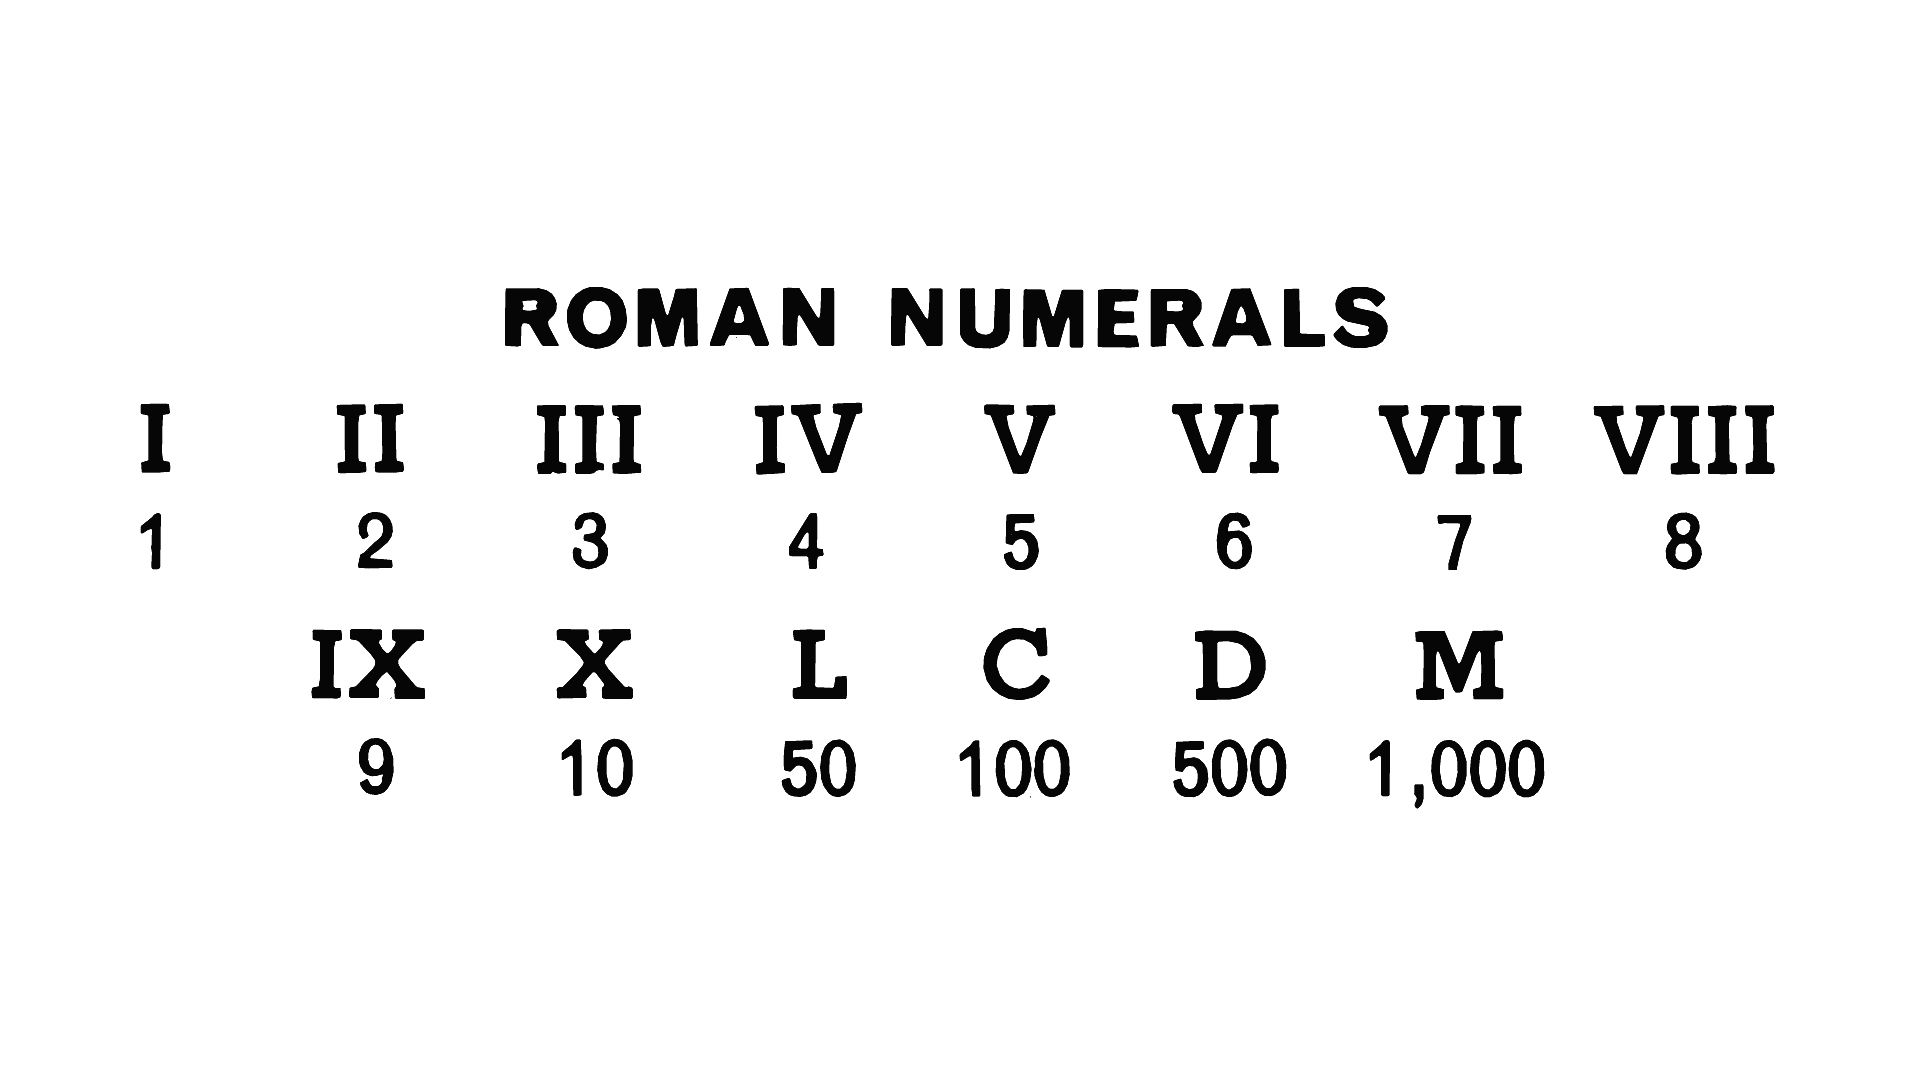 ROMAN NUMERALS
I II III IV V VI VII VIII
1 2 3 4 5 6 7 8
IX X L C D M
9 10 50 100 500 1,000